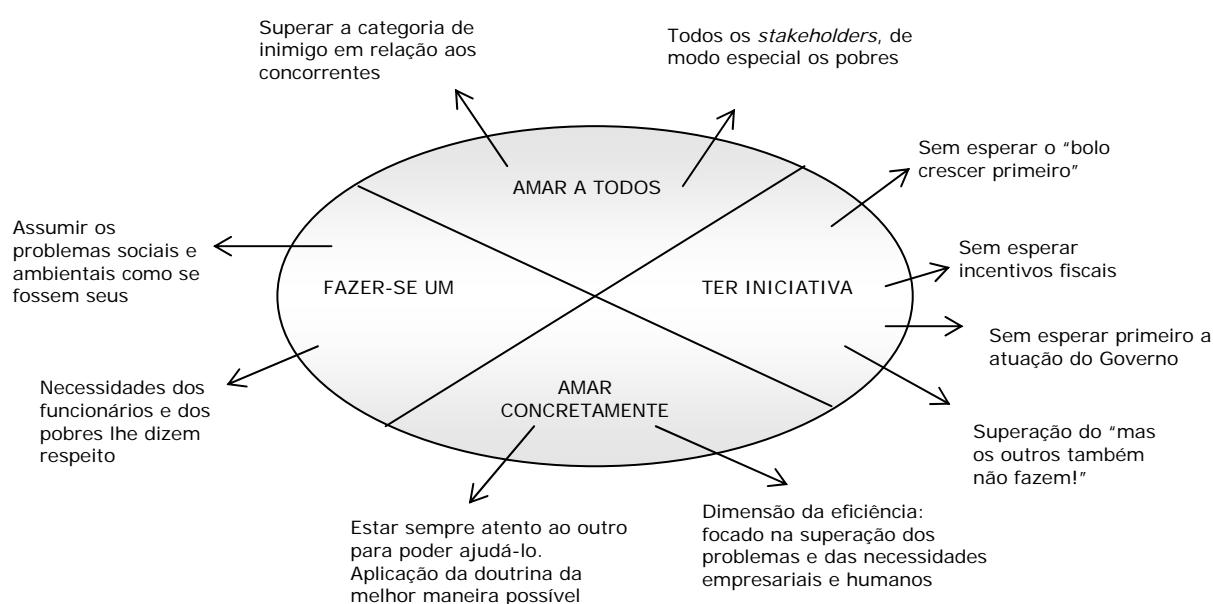 Superar a categoria de
inimigo em relação aos
concorrentes
Todos os stakeholders, de
modo especial os pobres
Sem esperar o "bolo
crescer primeiro"
AMAR A TODOS
Assumir os
problemas sociais e
ambientais como se
fossem seus
FAZER-SE UM
TER INICIATIVA
Sem esperar
incentivos fiscais
Sem esperar primeiro a
atuação do Governo
Necessidades dos
funcionários e dos
pobres lhe dizem
respeito
AMAR
CONCRETAMENTE
Superação do "mas
os outros também
não fazem!"
Estar sempre atento ao outro
para poder ajudá-lo.
Aplicação da doutrina da
melhor maneira possível
Dimensão da eficiência:
focado na superação dos
problemas e das necessidades
empresariais e humanos